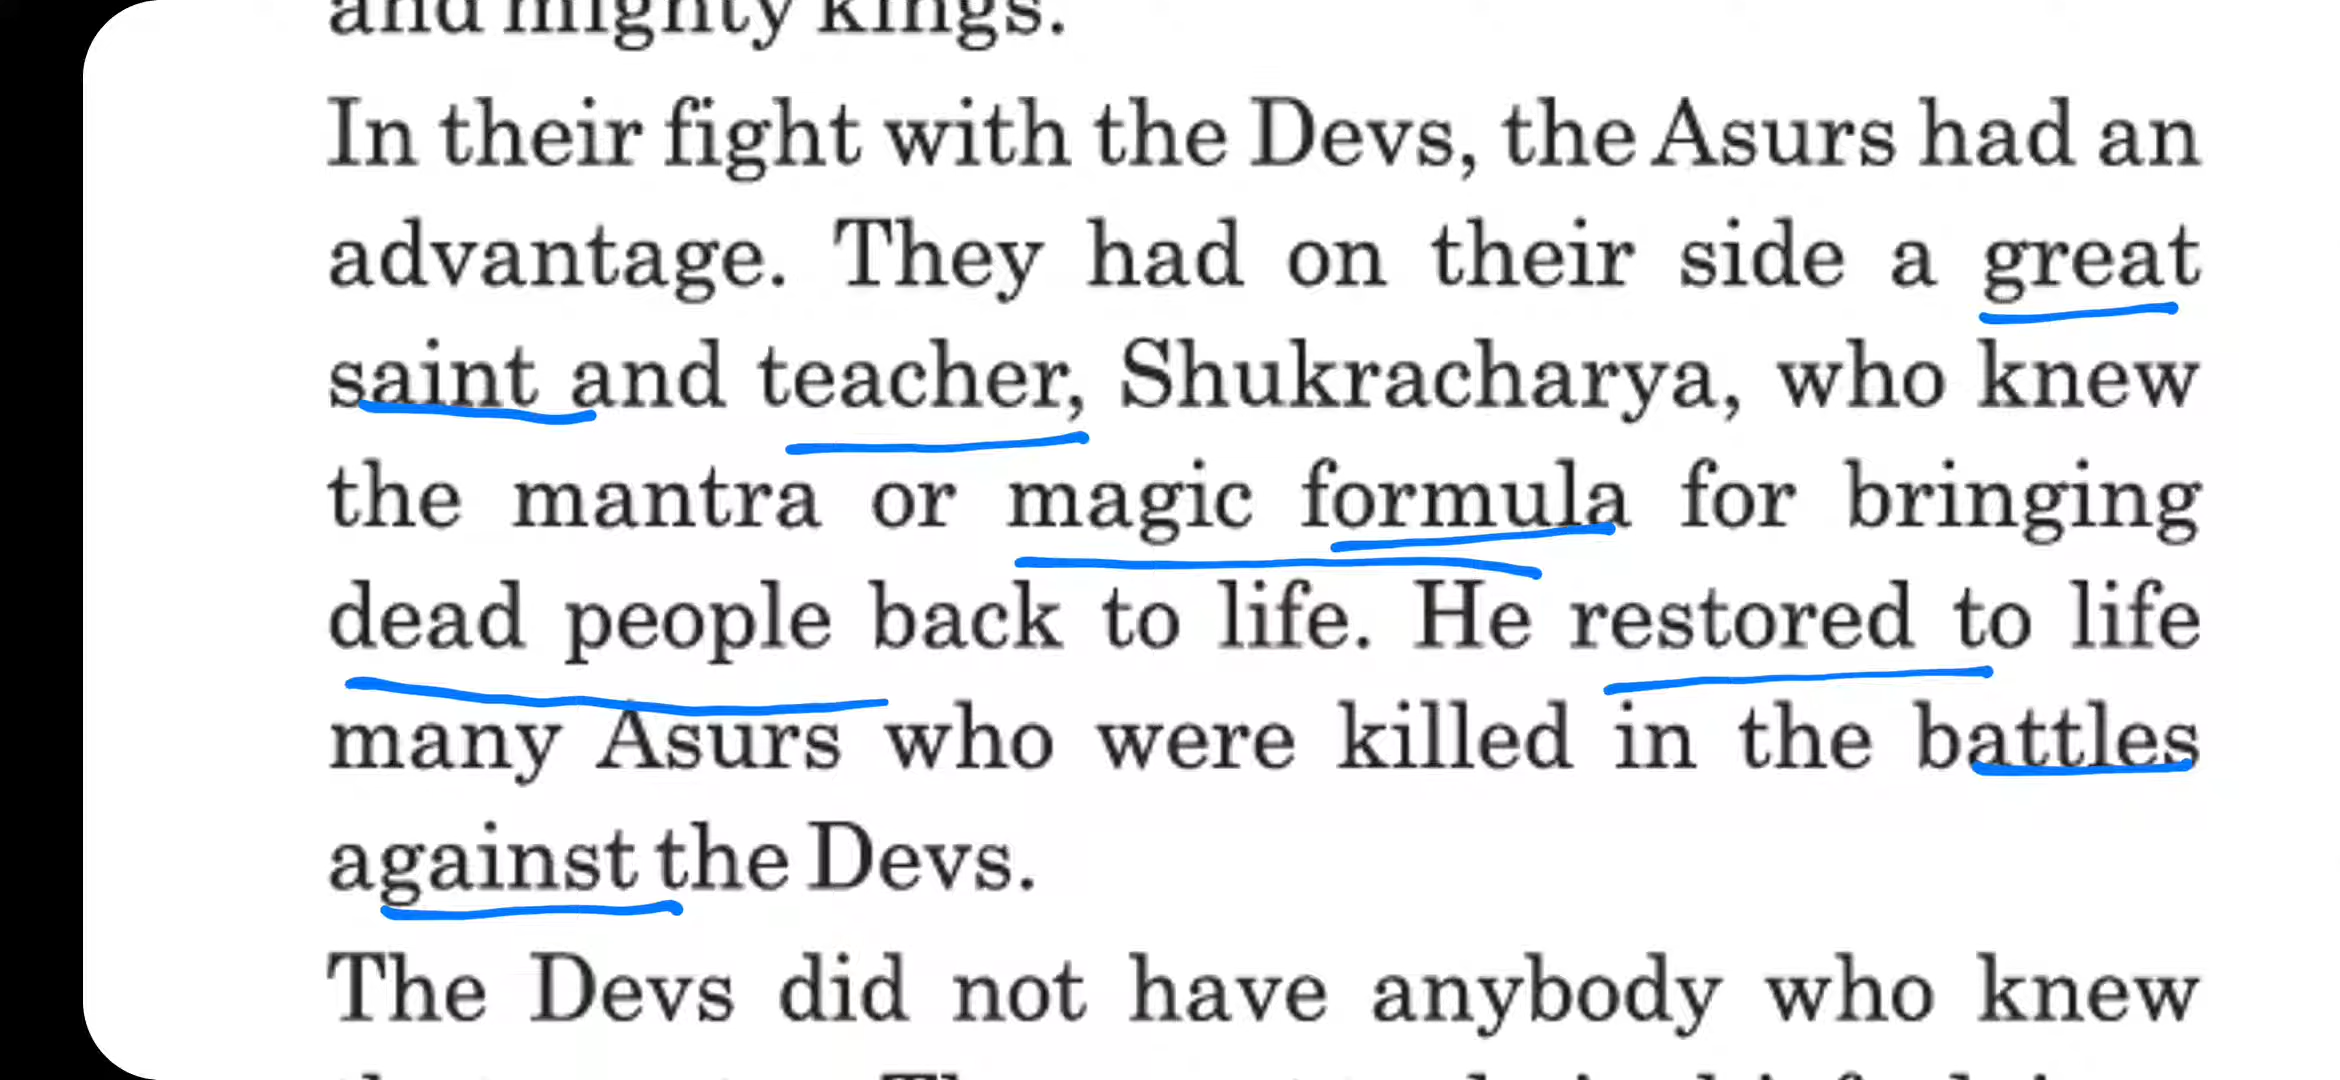 and mighty kings.
In their fight with the Devs, the Asurs had an
advantage. They had on their side a great
saint and teacher, Shukracharya, who knew
the mantra or magic formula for bringing
dead people back to life. He restored to life
many Asurs who were killed in the battles
against the Devs.
The Devs did not have anybody who knew